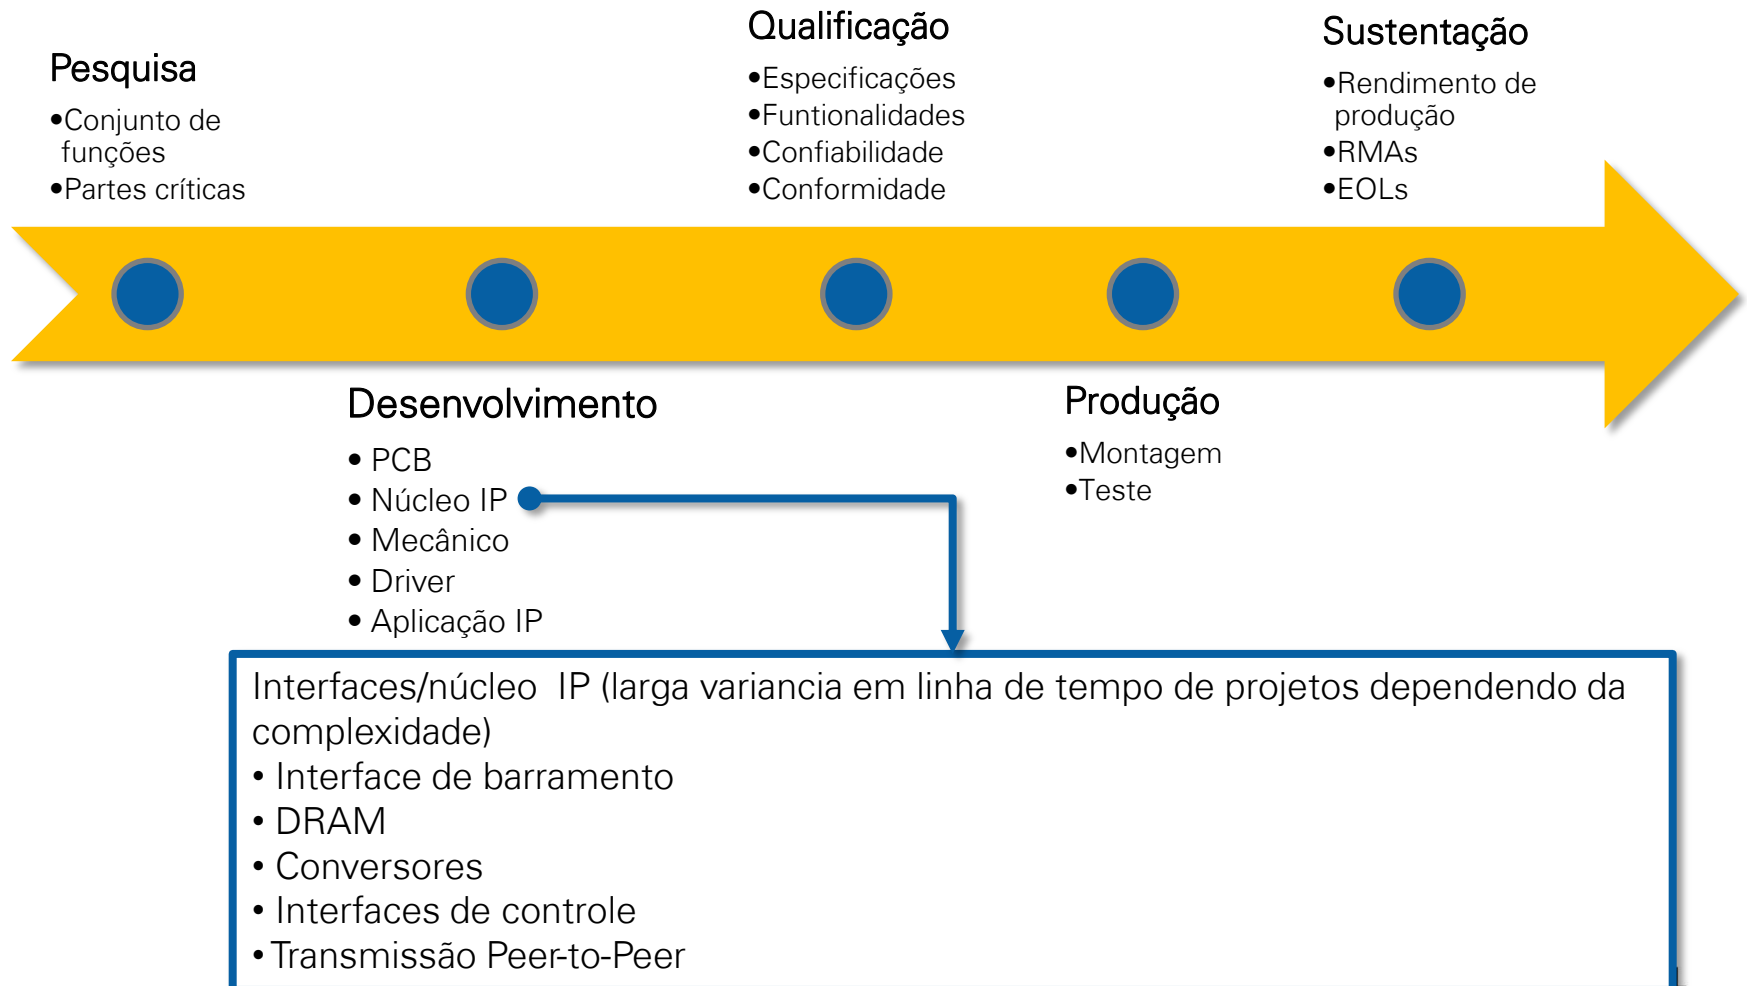 Pesquisa
•Conjunto de
funções
•Partes críticas
Qualificação
•Especificações
•Funtionalidades
•Confiabilidade
•Conformidade
Sustentação
•Rendimento de
produção
•RMAs
•EOLs
Desenvolvimento
• PCB
• Núcleo IP
• Mecânico
• Driver
• Aplicação IP
Produção
•Montagem
•Teste
Interfaces/núcleo IP (larga variancia em linha de tempo de projetos dependendo da
complexidade)
• Interface de barramento
• DRAM
• Conversores
• Interfaces de controle
• Transmissão Peer-to-Peer